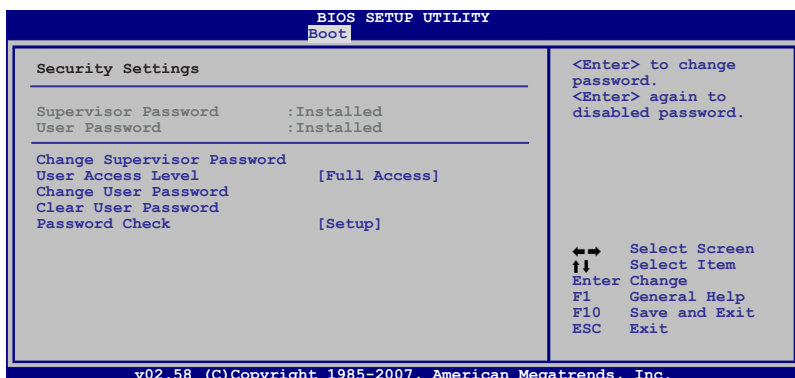 BIOS SETUP UTILITY
Boot
Security Settings
Supervisor Password :Installed
User Password :Installed
Change Supervisor Password
User Access Level [Full Access]
Change User Password
Clear User Password
Password Check [Setup]
<Enter> to change
password.
<Enter> again to
disabled password.
←→ Select Screen
↑↓ Select Item
Enter Change
F1 General Help
F10 Save and Exit
ESC Exit
v02.58 (C)Copyright 1985-2007, American Megatrends, Inc.